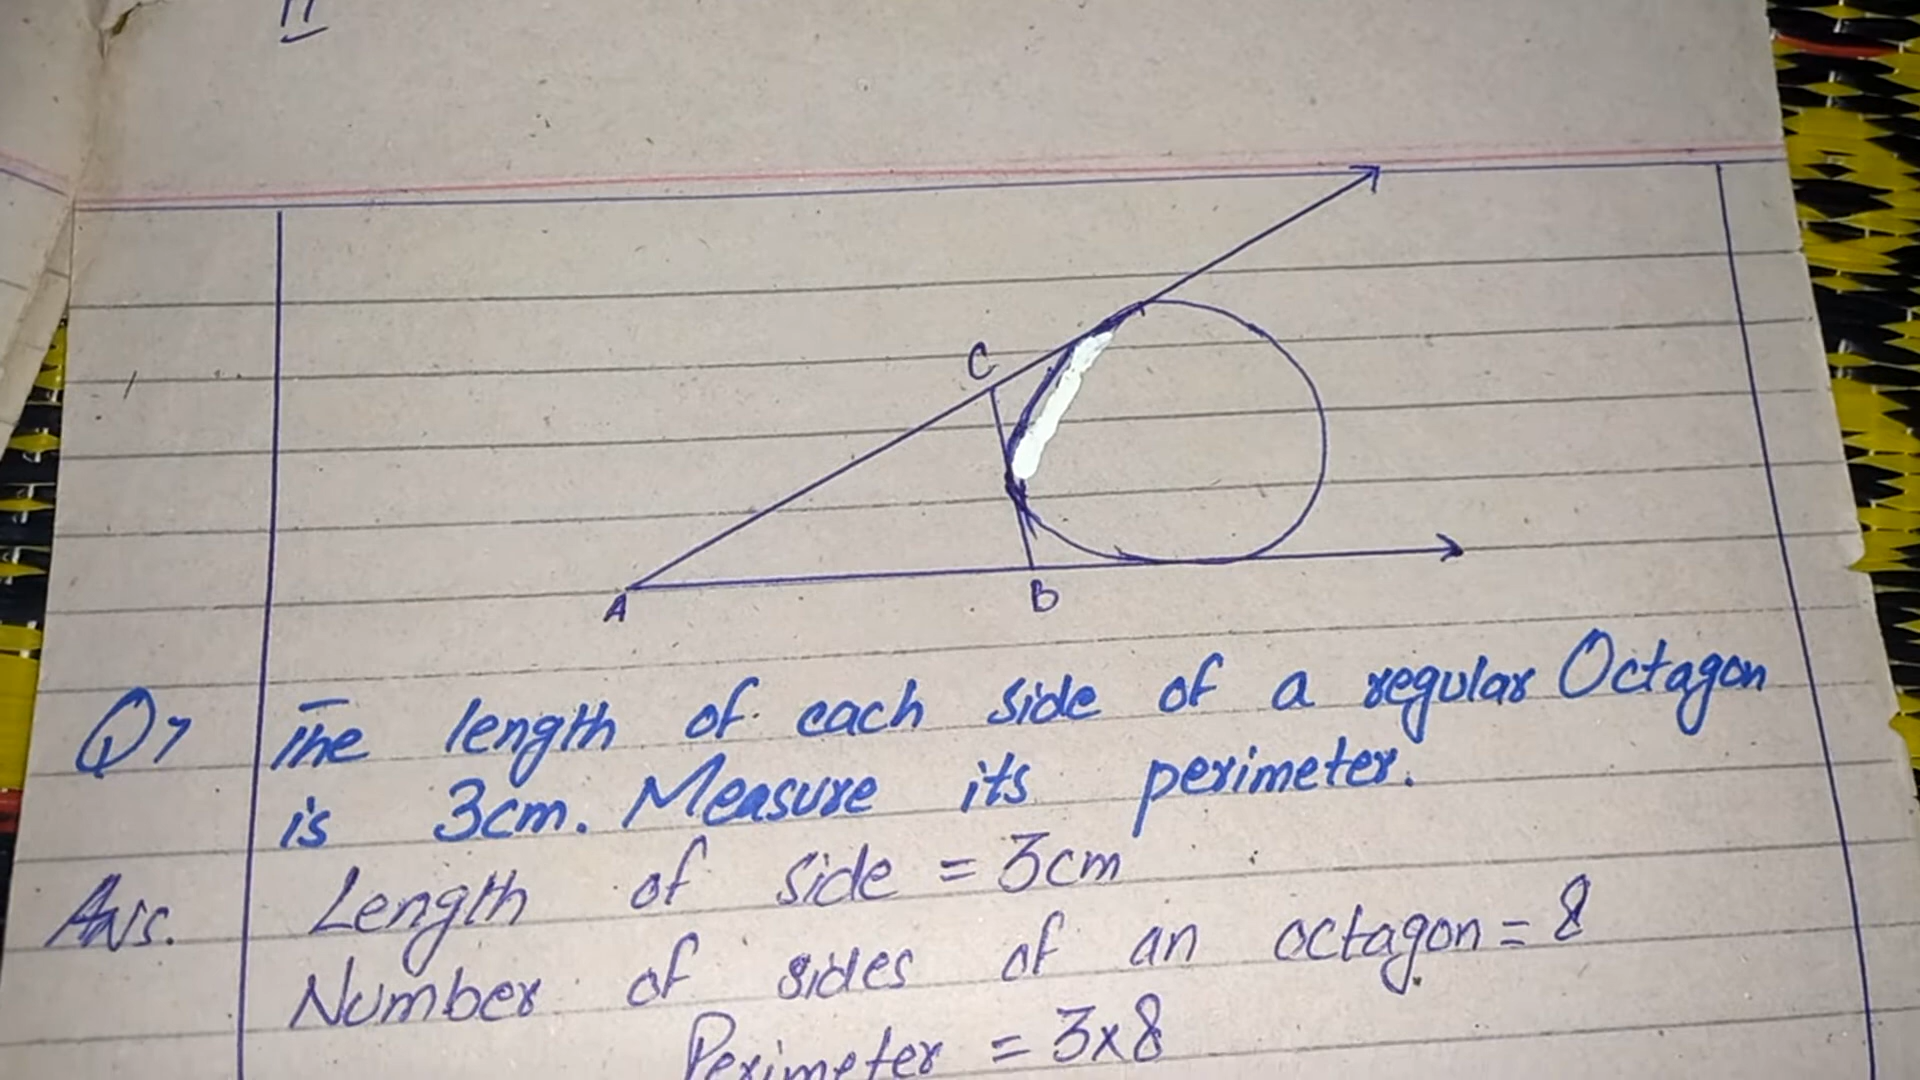 11
C
A
B
Q7 The length of each side of a regular Octagon
is 3cm. Measure its perimeter.
Ans. Length of side = 3cm
Number of sides of an octagon = 8
Perimeter = 3x8